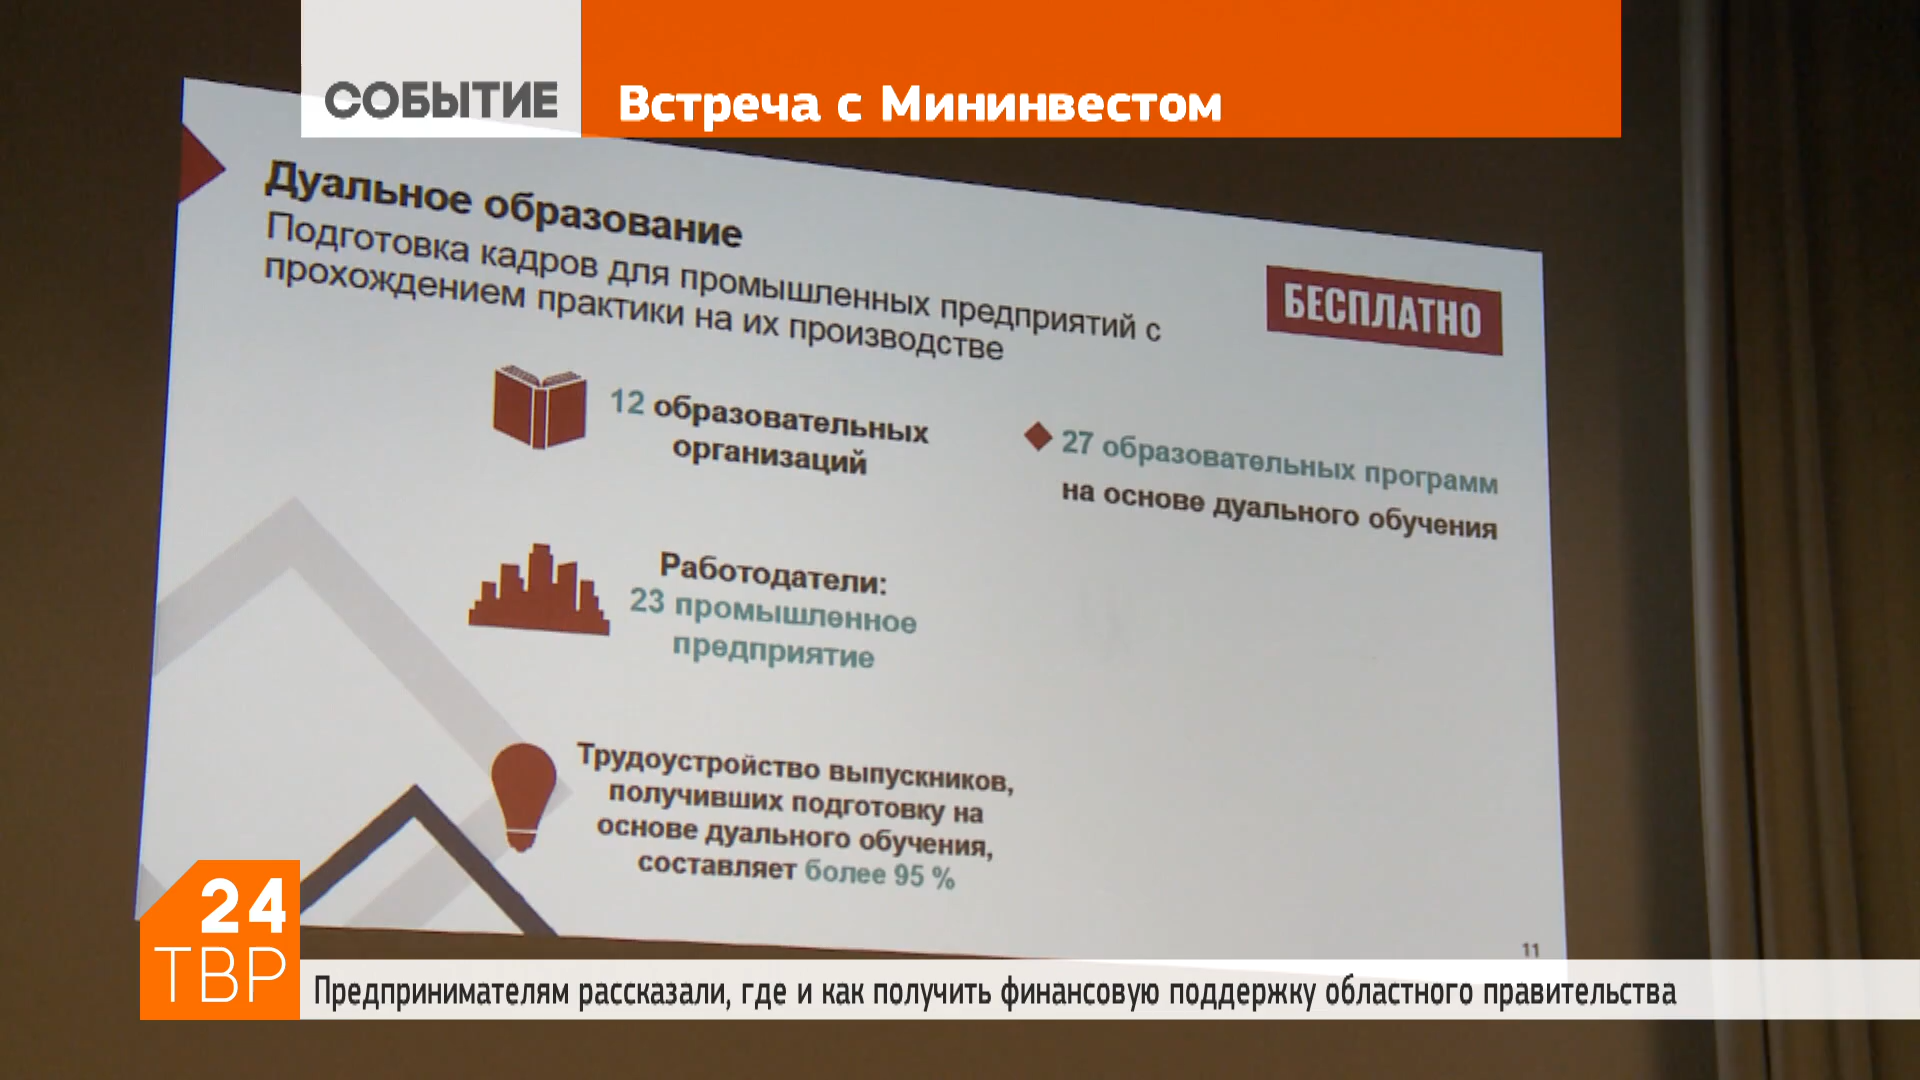 СОБЫТИЕ
Встреча с Мининвестом
Дуальное образование
Подготовка кадров для промышленных предприятий с
прохождением практики на их производстве
БЕСПЛАТНО
12 образовательных
организаций
27 образовательных программ
на основе дуального обучения
Работодатели:
23 промышленное
предприятие
Трудоустройство выпускников,
получивших подготовку на
основе дуального обучения,
составляет более 95 %
11
24
ТВР
Предпринимателям рассказали, где и как получить финансовую поддержку областного правительства